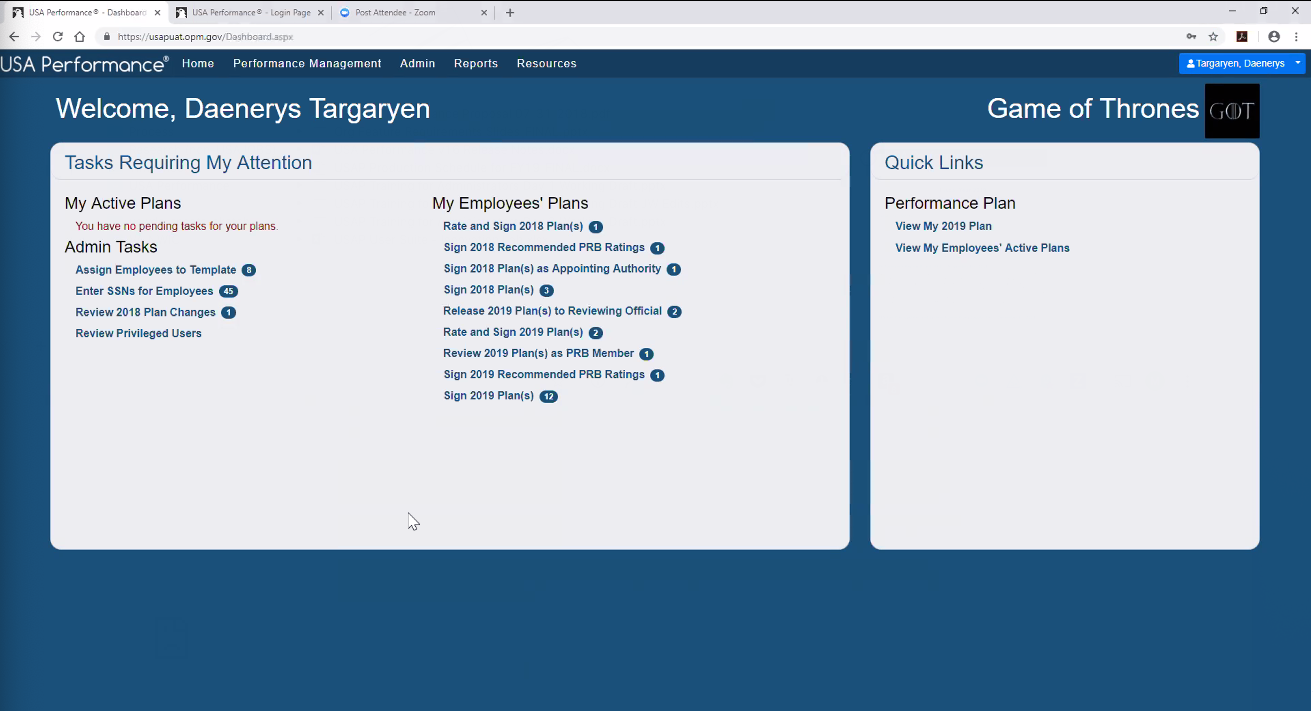 USA Performance® - Dashboard
USA Performance® - Login Page
Post Attendee - Zoom
https://usapuat.opm.gov/Dashboard.aspx
USA Performance® Home Performance Management Admin Reports Resources Targaryen, Daenerys
Welcome, Daenerys Targaryen
Game of Thrones GOT
Tasks Requiring My Attention
My Active Plans
You have no pending tasks for your plans.
Admin Tasks
Assign Employees to Template 8
Enter SSNs for Employees 45
Review 2018 Plan Changes 1
Review Privileged Users
My Employees' Plans
Rate and Sign 2018 Plan(s) 1
Sign 2018 Recommended PRB Ratings 1
Sign 2018 Plan(s) as Appointing Authority 1
Sign 2018 Plan(s) 3
Release 2019 Plan(s) to Reviewing Official 2
Rate and Sign 2019 Plan(s) 2
Review 2019 Plan(s) as PRB Member 1
Sign 2019 Recommended PRB Ratings 1
Sign 2019 Plan(s) 12
Quick Links
Performance Plan
View My 2019 Plan
View My Employees' Active Plans